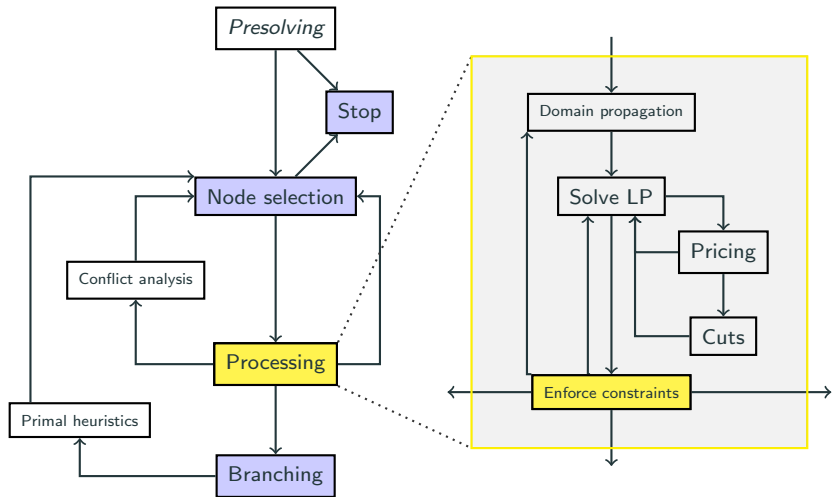 Presolving
Stop
Node selection
Conflict analysis
Processing
Primal heuristics
Branching
Domain propagation
Solve LP
Pricing
Cuts
Enforce constraints